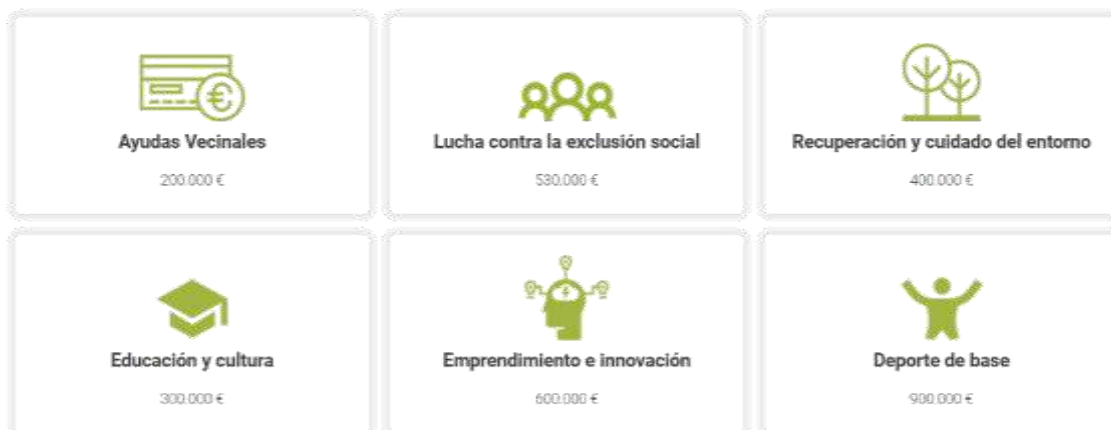 Ayudas Vecinales
200.000 €
Lucha contra la exclusión social
530.000 €
Recuperación y cuidado del entorno
400.000 €
Educación y cultura
300.000 €
Emprendimiento e innovación
600.000 €
Deporte de base
900.000 €